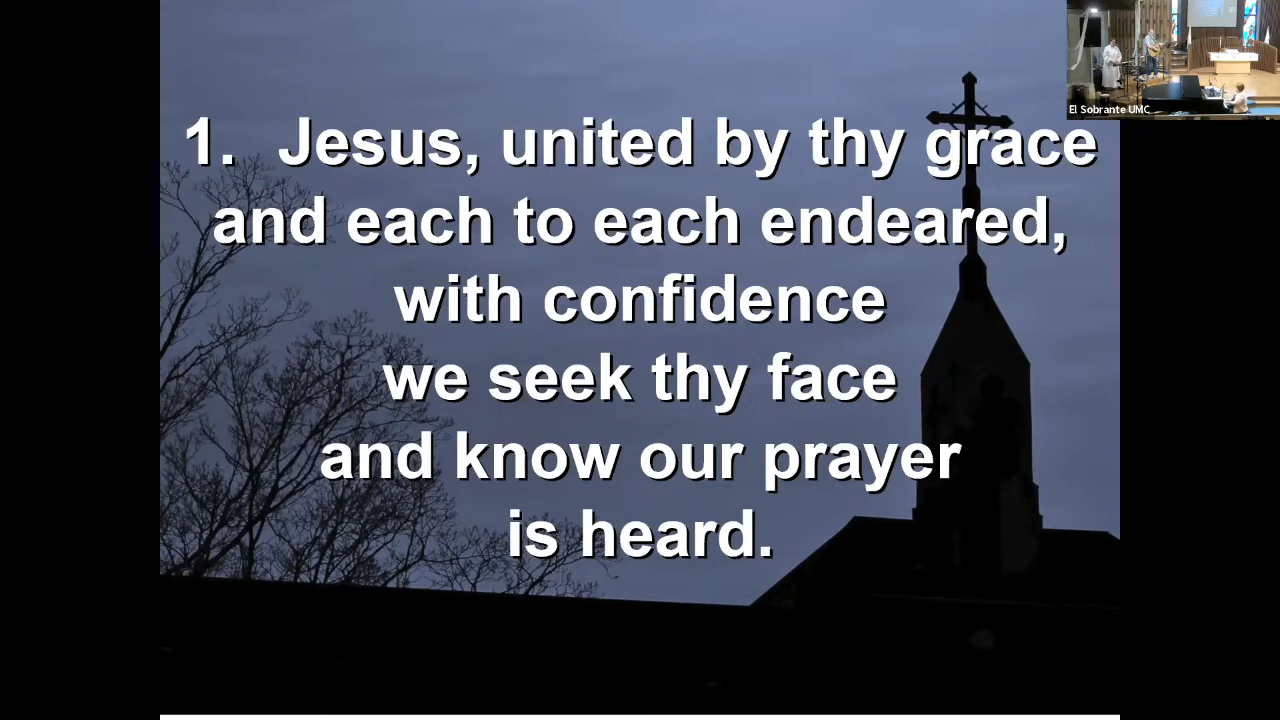 El Sobrante UMC
1. Jesus, united by thy grace
and each to each endeared,
with confidence
we seek thy face
and know our prayer
is heard.